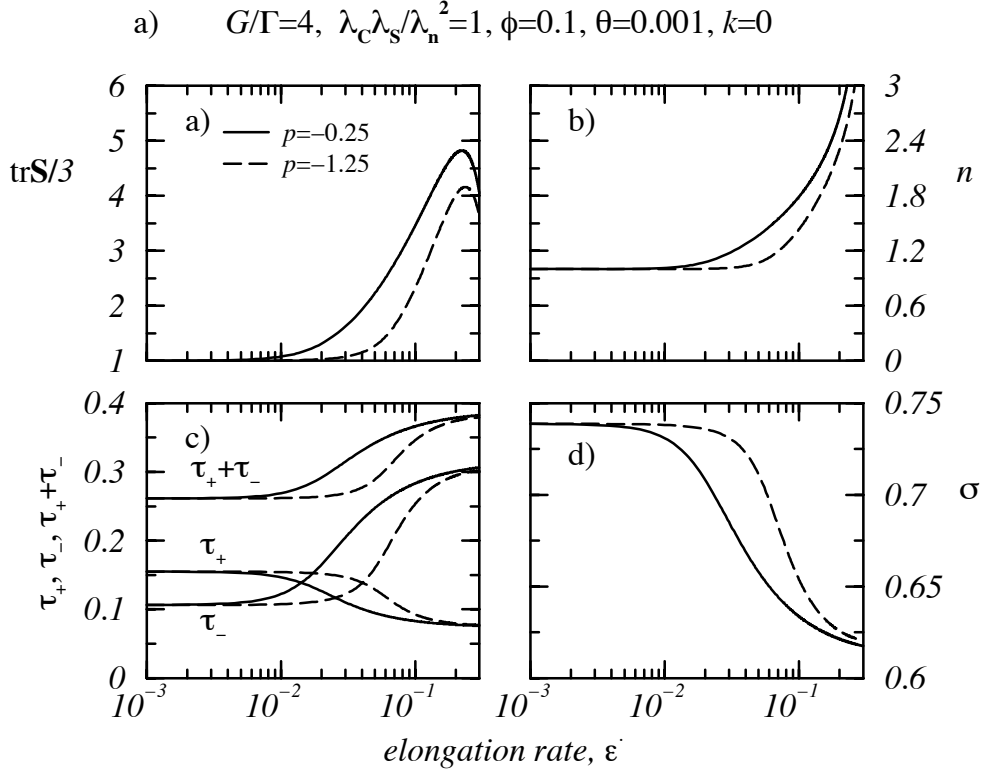 a) G/Γ=4, λ_C λ_S/λ_n²=1, ϕ=0.1, θ=0.001, k=0
a)
p=−0.25
p=−1.25
trS/3
6
5
4
3
2
1
b)
3
2.4
1.8
1.2
0.6
0
n
c)
τ₊+τ₋
τ₊
τ₋
τ₊, τ₋, τ₊+τ₋
0.4
0.3
0.2
0.1
0
10⁻³ 10⁻² 10⁻¹
d)
0.75
0.7
0.65
0.6
σ
10⁻³ 10⁻² 10⁻¹
elongation rate, ε̇